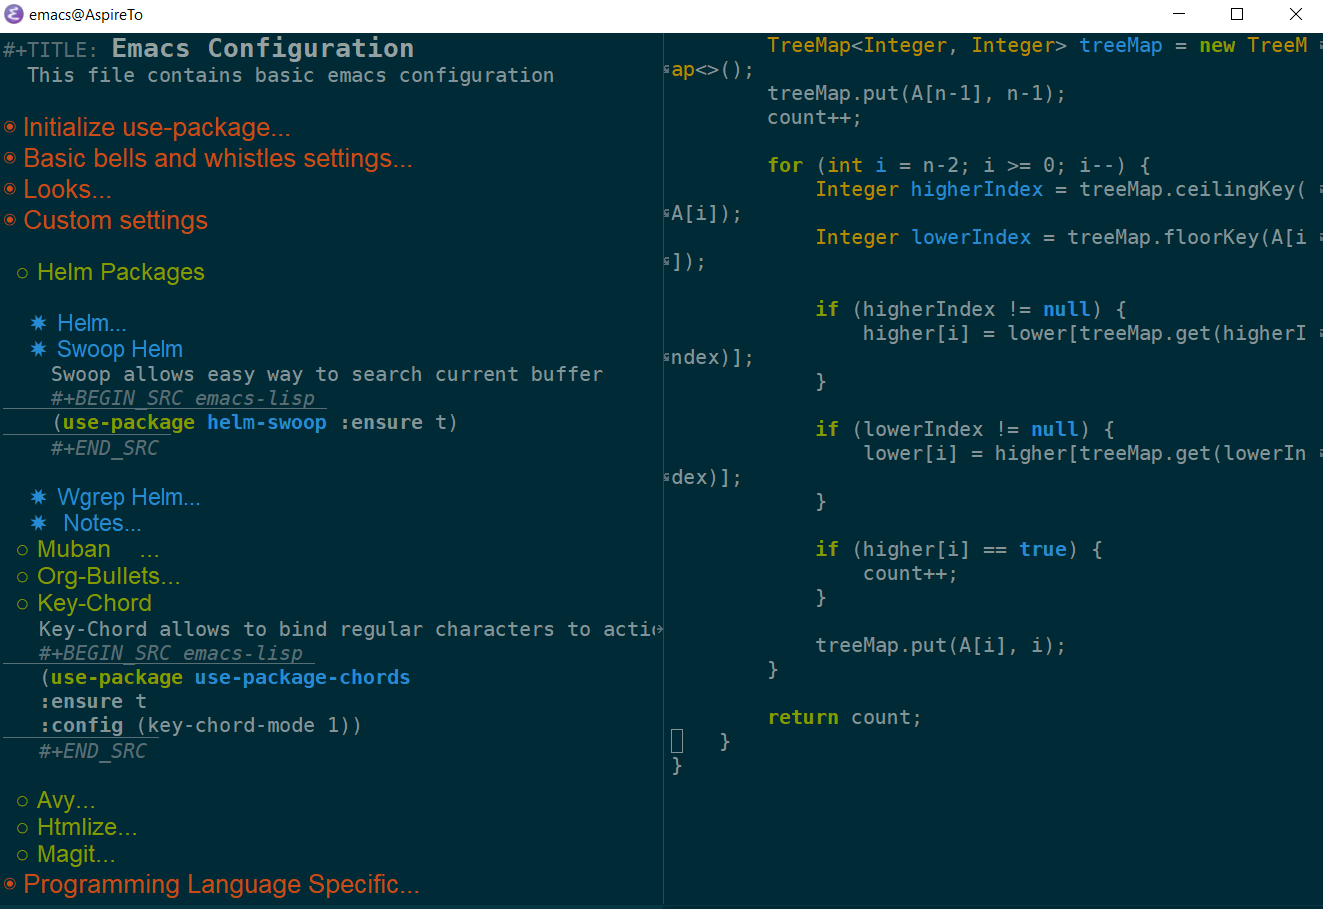 emacs@AspireTo
#+TITLE: Emacs Configuration
This file contains basic emacs configuration
Initialize use-package...
Basic bells and whistles settings...
Looks...
Custom settings
Helm Packages
Helm...
Swoop Helm
Swoop allows easy way to search current buffer
#+BEGIN_SRC emacs-lisp
(use-package helm-swoop :ensure t)
#+END_SRC
Wgrep Helm...
Notes...
Muban ...
Org-Bullets...
Key-Chord
Key-Chord allows to bind regular characters to actio
#+BEGIN_SRC emacs-lisp
(use-package use-package-chords
:ensure t
:config (key-chord-mode 1))
#+END_SRC
Avy...
Htmlize...
Magit...
Programming Language Specific...
TreeMap<Integer, Integer> treeMap = new TreeM
ap<>();
treeMap.put(A[n-1], n-1);
count++;
for (int i = n-2; i >= 0; i--) {
Integer higherIndex = treeMap.ceilingKey(
A[i]);
Integer lowerIndex = treeMap.floorKey(A[i
]);
if (higherIndex != null) {
higher[i] = lower[treeMap.get(higherI
ndex)];
}
if (lowerIndex != null) {
lower[i] = higher[treeMap.get(lowerIn
dex)];
}
if (higher[i] == true) {
count++;
}
treeMap.put(A[i], i);
}
return count;
}
}